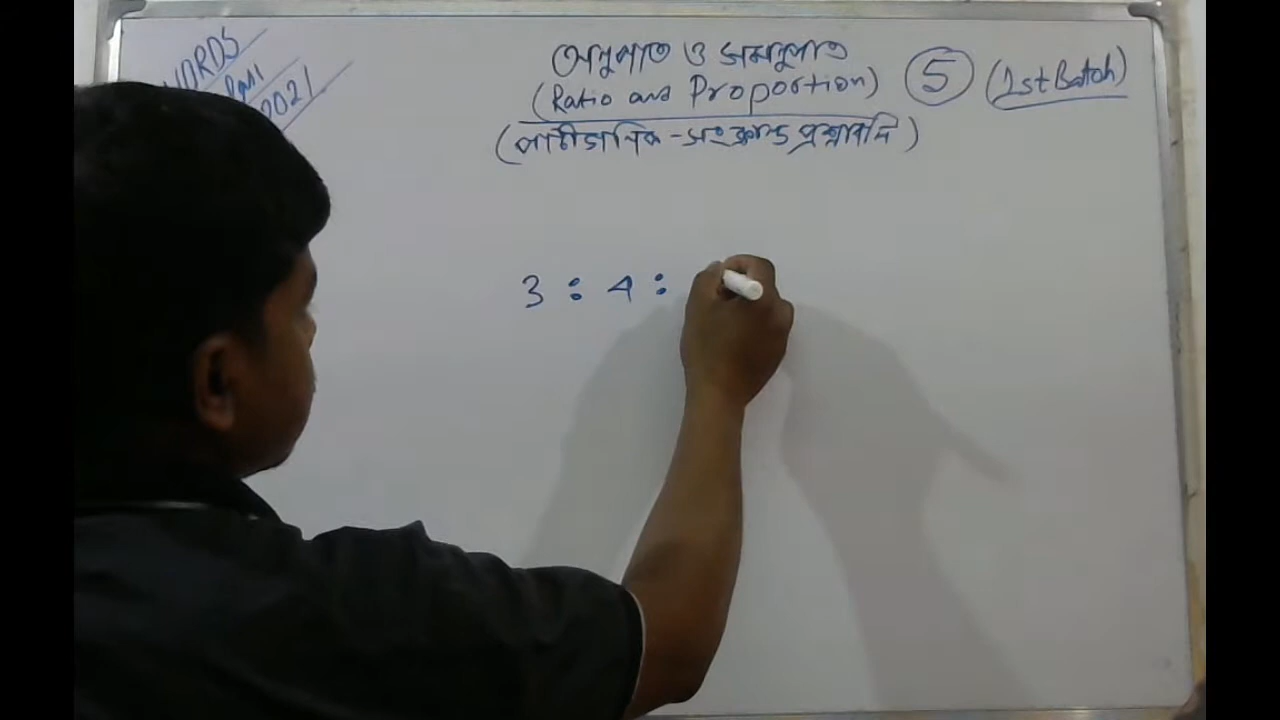 WORDS
2021
অনুপাত ও সমানুপাত
(Ratio and Proportion) 5 (1st Batch)
(পাটীগাণিতিক-সংক্রান্ত প্রশ্নাবলি)
3 : 4 :